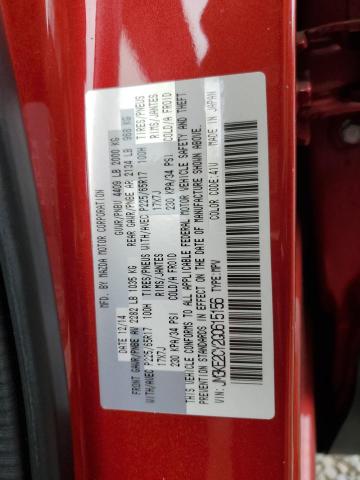 MFD. BY MAZDA MOTOR CORPORATION
DATE 12/14 GVWR/PNBV 4409 LB 2000 KG
FRONT GAWR/PNBE AV 2282 LB 1035 KG REAR GAWR/PNBE AR 2134 LB 968 KG
WITH/AVEC P225/65R17 100H TIRES/PNEUS WITH/AVEC P225/65R17 100H TIRES/PNEUS
17X7J RIMS/JANTES 17X7J RIMS/JANTES
230 KPA/34 PSI COLD/A FROID 230 KPA/34 PSI COLD/A FROID
THIS VEHICLE CONFORMS TO ALL APPLICABLE FEDERAL MOTOR VEHICLE SAFETY AND THEFT
PREVENTION STANDARDS IN EFFECT ON THE DATE OF MANUFACTURE SHOWN ABOVE.
TYPE:MPV COLOR CODE: 41V MADE IN JAPAN